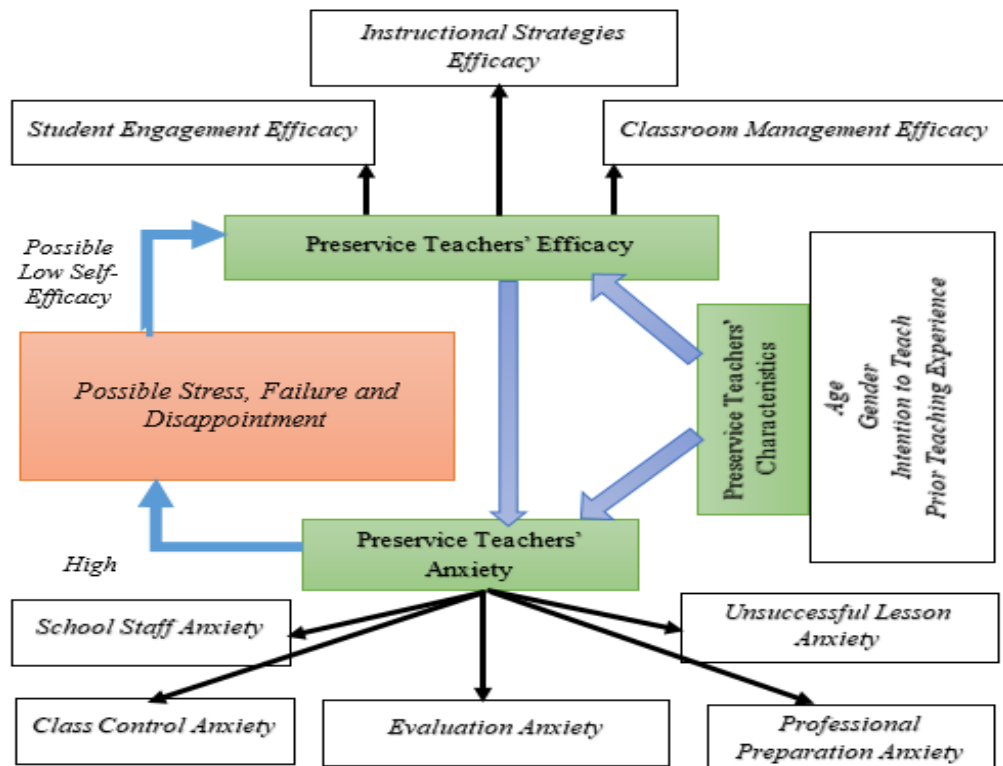 Instructional Strategies
Efficacy
Student Engagement Efficacy
Classroom Management Efficacy
Preservice Teachers’ Efficacy
Possible
Low Self-
Efficacy
Possible Stress, Failure and
Disappointment
Preservice Teachers’
Characteristics
Age
Gender
Intention to Teach
Prior Teaching Experience
Preservice Teachers’
Anxiety
High
School Staff Anxiety
Unsuccessful Lesson
Anxiety
Class Control Anxiety
Evaluation Anxiety
Professional
Preparation Anxiety